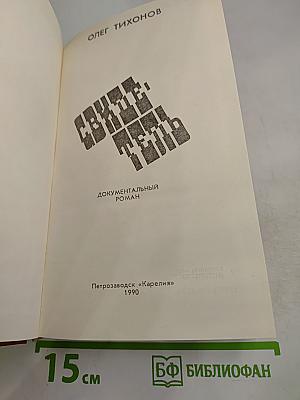 ОЛЕГ ТИХОНОВ
СВИДЕ-
ТЕЛЬ
ДОКУМЕНТАЛЬНЫЙ
РОМАН
Петрозаводск «Карелия»
1990
15 см
БФ БИБЛИОФАН